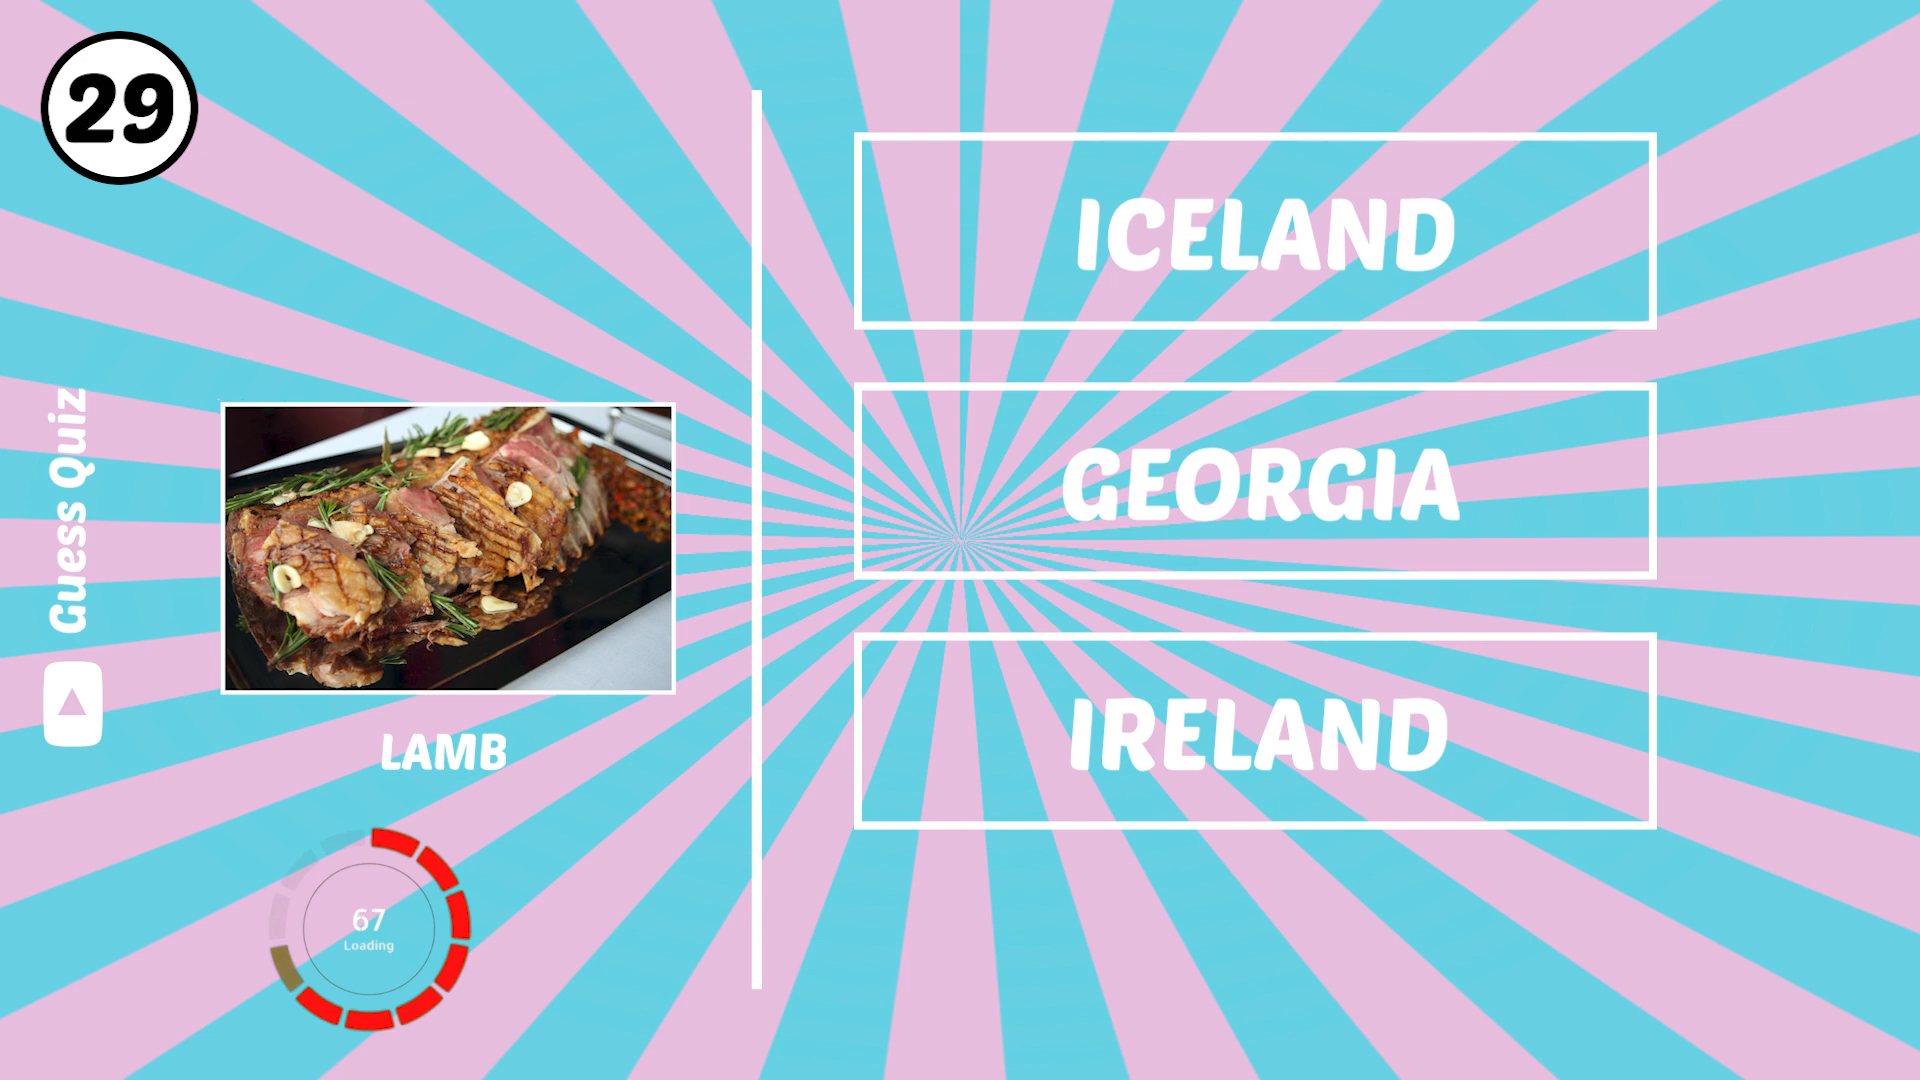 29
ICELAND
GEORGIA
IRELAND
Guess Quiz
LAMB
67
Loading